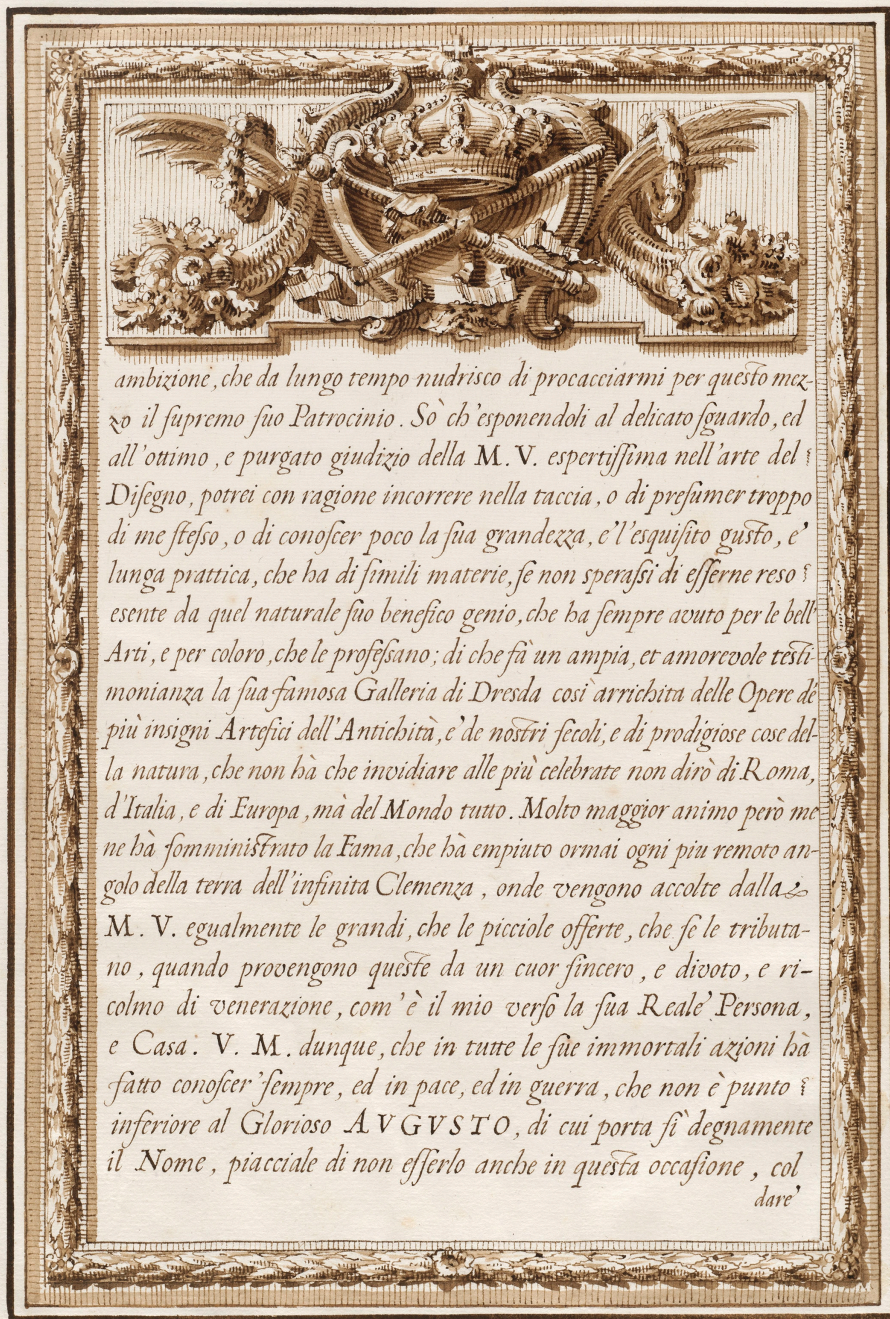 ambizione, che da lungo tempo nudrisco di procacciarmi per questo mez-
zo il ſupremo ſuo Patrocinio. Sò ch'esponendoli al delicato ſguardo, ed
all'ottimo, e purgato giudizio della M. V. espertiſſima nell'arte del
Diſegno, potrei con ragione incorrere nella taccia, o di preſumer troppo
di me ſteſso, o di conoſcer poco la ſua grandezza, e'l'esquiſito gusto, e'
lunga prattica, che ha di ſimili materie, ſe non speraſsi di eſſerne reso
esente da quel naturale ſuo benefico genio, che ha ſempre avuto per le bell'
Arti, e per coloro, che le profeſsano; di che fà un ampia, et amorevole testi-
monianza la ſua famosa Galleria di Dresda così arrichita delle Opere de'
più insigni Artefici dell'Antichità, e'de nostri ſecoli, e di prodigiose cose del-
la natura, che non hà che invidiare alle più celebrate non dirò di Roma,
d'Italia, e di Europa, mà del Mondo tutto. Molto maggior animo però me
ne hà ſomministrato la Fama, che hà empiuto ormai ogni piu remoto an-
golo della terra dell'infinita Clemenza, onde vengono accolte dalla
M. V. egualmente le grandi, che le picciole offerte, che ſe le tributa-
no, quando provengono queste da un cuor ſincero, e divoto, e ri-
colmo di venerazione, com'è il mio verſo la ſua Reale' Persona,
e Casa. V. M. dunque, che in tutte le ſue immortali azioni hà
fatto conoſcer'ſempre, ed in pace, ed in guerra, che non è punto
inferiore al Glorioso AVGVSTO, di cui porta ſì degnamente
il Nome, piacciale di non eſſerlo anche in questa occaſione, col
dare'